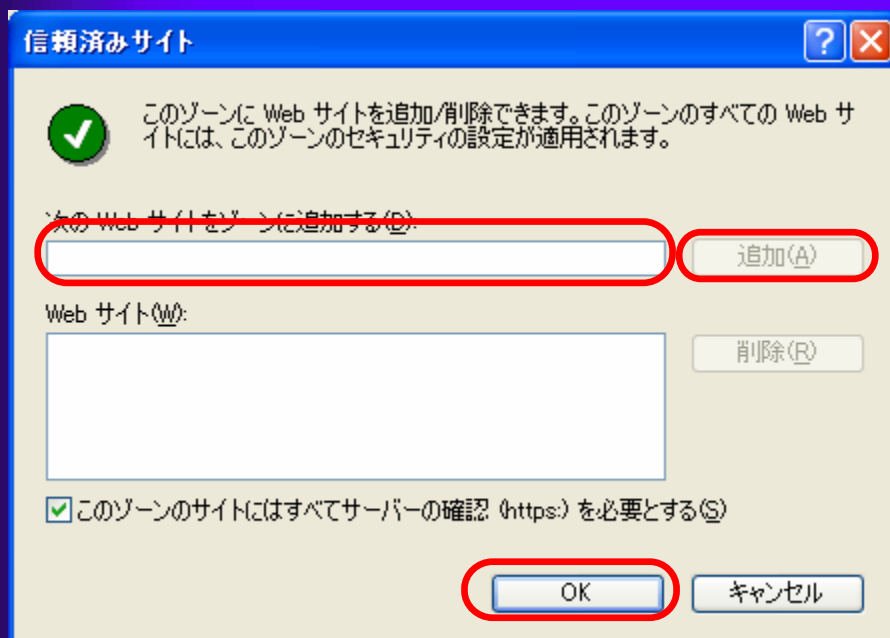 信頼済みサイト
このゾーンに Web サイトを追加/削除できます。このゾーンのすべての Web サ
イトには、このゾーンのセキュリティの設定が適用されます。
次の Web サイトをゾーンに追加する(D):
追加(A)
Web サイト(W):
削除(R)
このゾーンのサイトにはすべてサーバーの確認 (https:) を必要とする(S)
OK
キャンセル